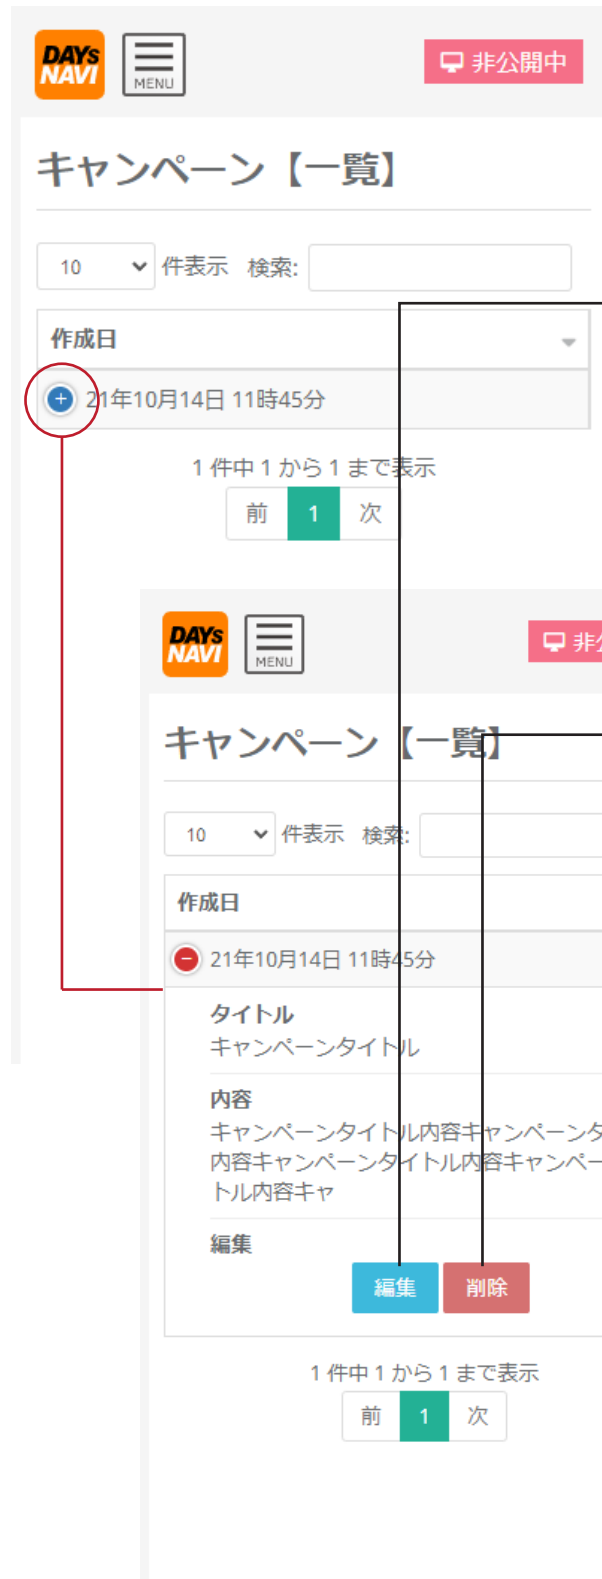 DAYs
NAVI
MENU
非公開中
キャンペーン【一覧】
10
件表示
検索:
作成日
21年10月14日 11時45分
1 件中 1 から 1 まで表示
前
1
次
DAYs
NAVI
MENU
非公
キャンペーン【一覧】
10
件表示
検索:
作成日
21年10月14日 11時45分
タイトル
キャンペーンタイトル
内容
キャンペーンタイトル内容キャンペーンタ
内容キャンペーンタイトル内容キャンペー
トル内容キャ
編集
編集
削除
1 件中 1 から 1 まで表示
前
1
次